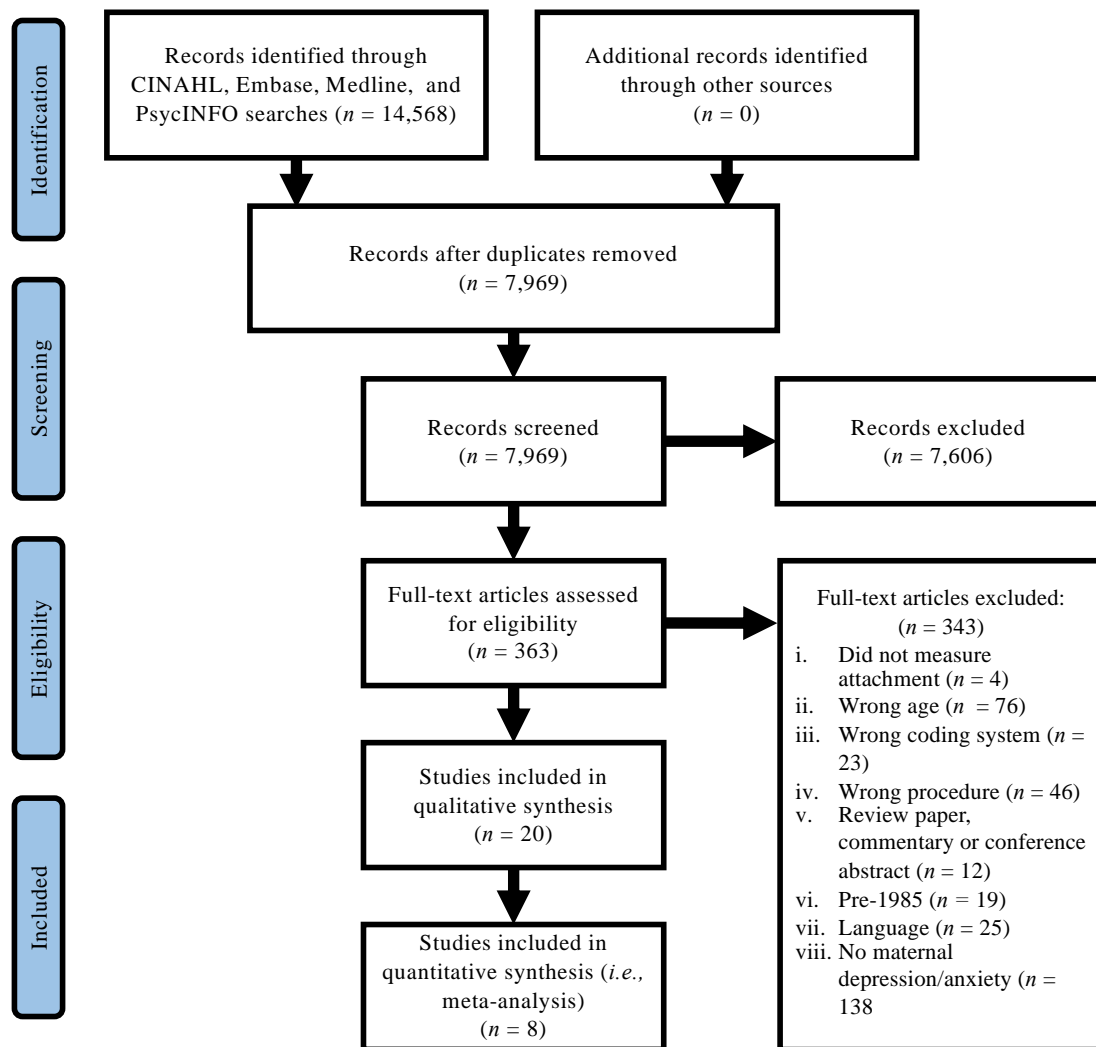 Identification
Records identified through
CINAHL, Embase, Medline, and
PsycINFO searches (n = 14,568)
Additional records identified
through other sources
(n = 0)
Records after duplicates removed
(n = 7,969)
Screening
Records screened
(n = 7,969)
Records excluded
(n = 7,606)
Eligibility
Full-text articles assessed
for eligibility
(n = 363)
Full-text articles excluded:
(n = 343)
i. Did not measure
attachment (n = 4)
ii. Wrong age (n = 76)
iii. Wrong coding system (n =
23)
iv. Wrong procedure (n = 46)
v. Review paper,
commentary or conference
abstract (n = 12)
vi. Pre-1985 (n = 19)
vii. Language (n = 25)
viii. No maternal
depression/anxiety (n =
138
Studies included in
qualitative synthesis
(n = 20)
Included
Studies included in
quantitative synthesis (i.e.,
meta-analysis)
(n = 8)